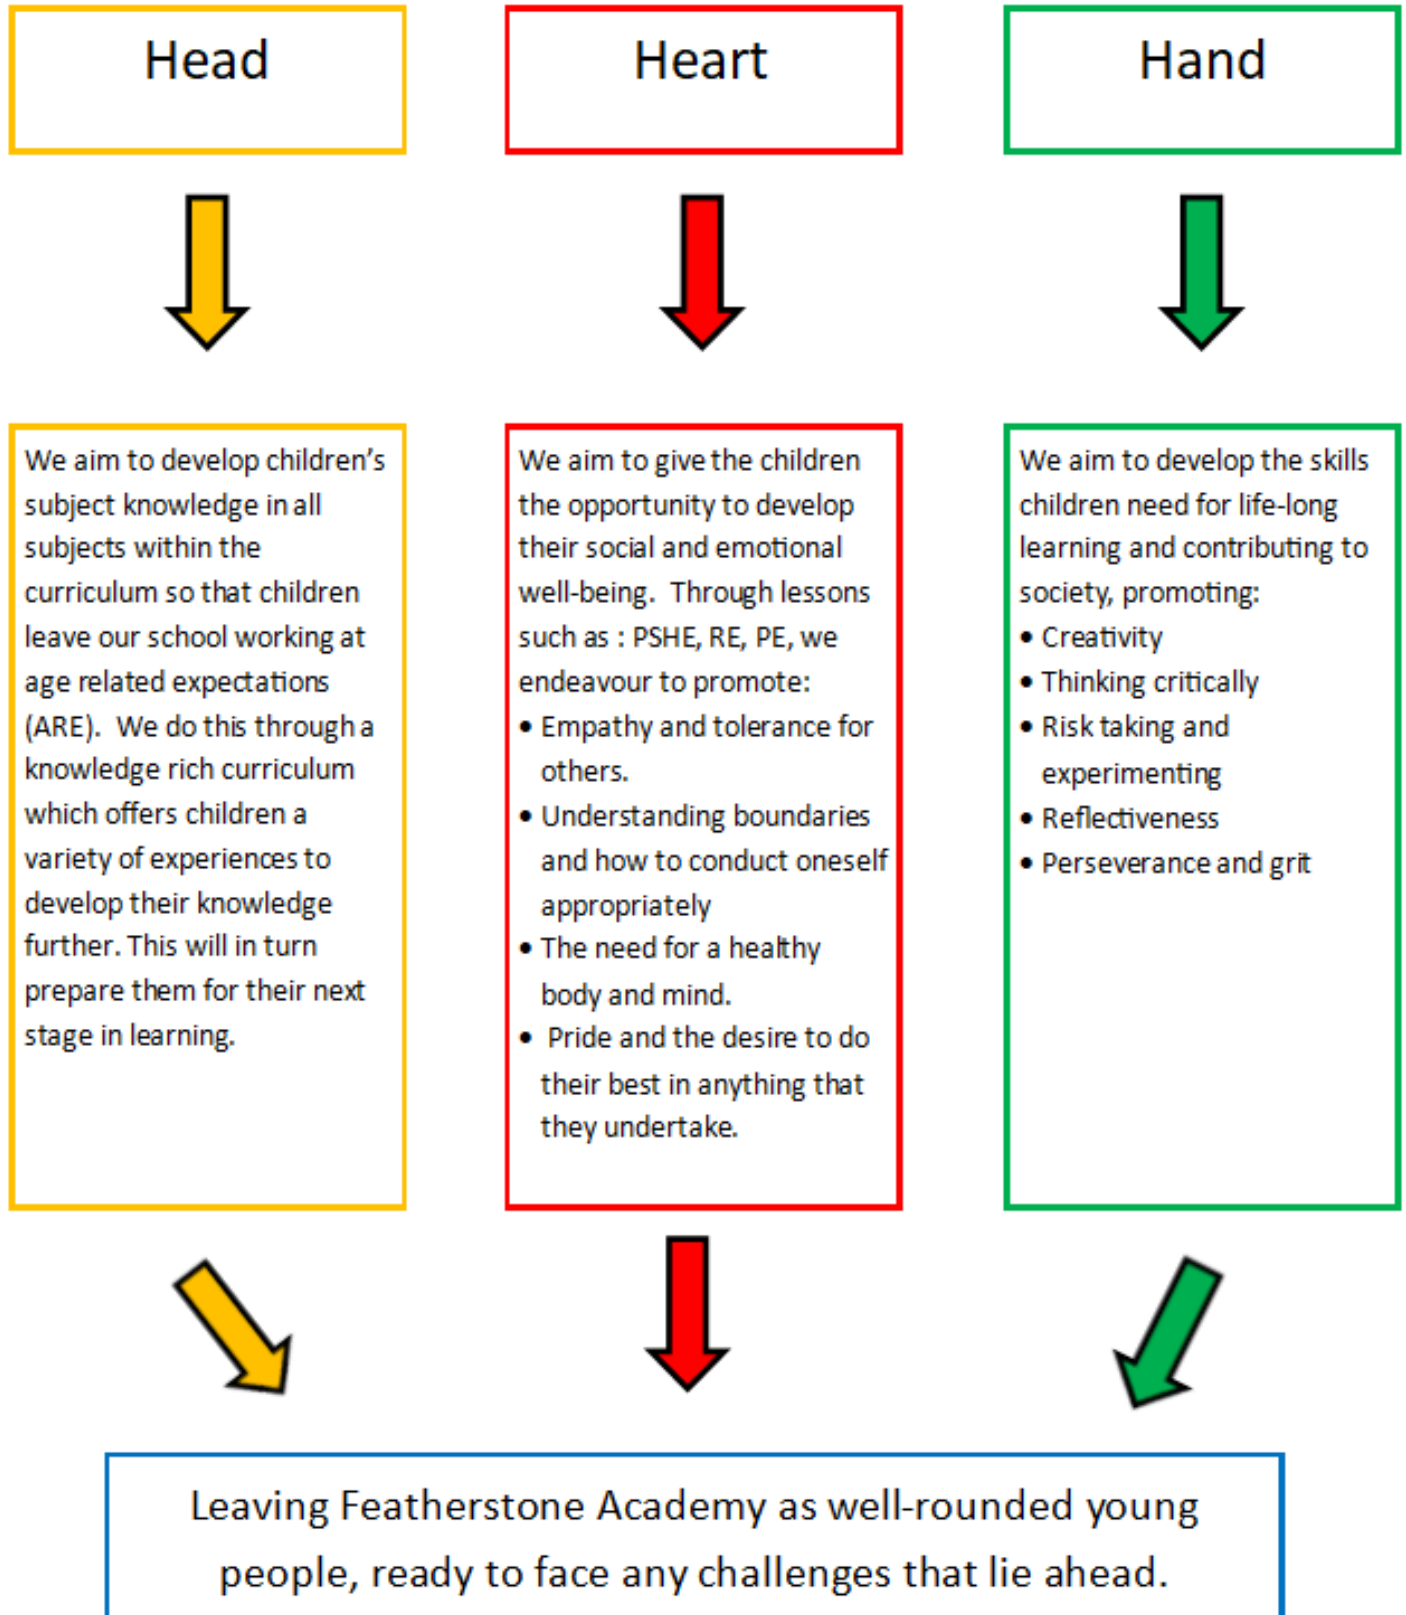 Head
Heart
Hand
We aim to develop children’s
subject knowledge in all
subjects within the
curriculum so that children
leave our school working at
age related expectations
(ARE).  We do this through a
knowledge rich curriculum
which offers children a
variety of experiences to
develop their knowledge
further. This will in turn
prepare them for their next
stage in learning.
We aim to give the children
the opportunity to develop
their social and emotional
well-being.  Through lessons
such as : PSHE, RE, PE, we
endeavour to promote:
• Empathy and tolerance for
others.
• Understanding boundaries
and how to conduct oneself
appropriately
• The need for a healthy
body and mind.
•  Pride and the desire to do
their best in anything that
they undertake.
We aim to develop the skills
children need for life-long
learning and contributing to
society, promoting:
• Creativity
• Thinking critically
• Risk taking and
experimenting
• Reflectiveness
• Perseverance and grit
Leaving Featherstone Academy as well-rounded young
people, ready to face any challenges that lie ahead.